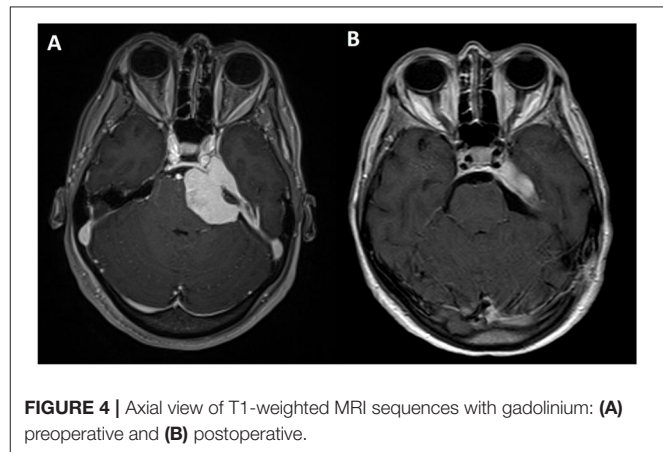 A
B
FIGURE 4 | Axial view of T1-weighted MRI sequences with gadolinium: (A)
preoperative and (B) postoperative.